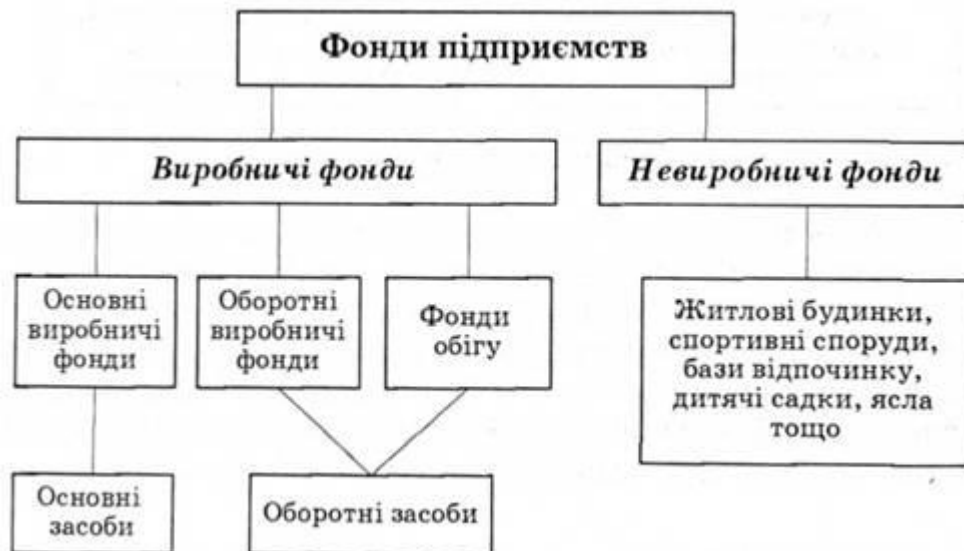 Фонди підприємств
Виробничі фонди
Невиробничі фонди
Основні
виробничі
фонди
Оборотні
виробничі
фонди
Фонди
обігу
Житлові будинки,
спортивні споруди,
бази відпочинку,
дитячі садки, ясла
тощо
Основні
засоби
Оборотні засоби